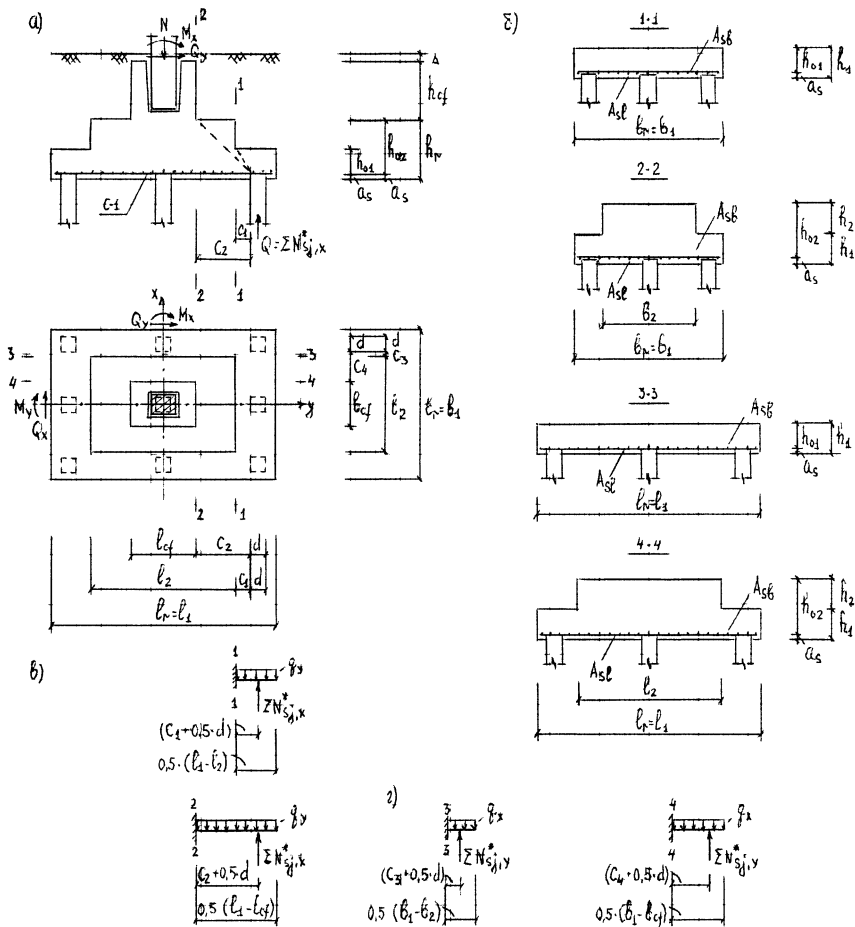 а)
N
Mx
Qy
1
Δ
hcf
h01
h02
hr
as
as
С-1
c1
c2
Q=ΣN*sj,x
2
1
x
Qy
Mx
3
3
4
4
My
Qx
y
d
d
c4
c3
bcf
b2
br=b1
2
1
lcf
c2
d
l2
c1
d
lr=l1
б)
1-1
Asb
Asl
br=b1
h01
h1
as
2-2
Asb
Asl
b2
br=b1
h02
h2
h1
as
3-3
Asb
Asl
lr=l1
h01
h1
as
4-4
Asb
Asl
l2
lr=l1
h02
h2
h1
as
в)
1
qy
1
ΣN*sj,x
(c1+0,5·d)
0,5·(l1-l2)
2
qy
2
ΣN*sj,x
(c2+0,5·d
0,5(l1-lcf)
г)
3
qx
3
ΣN*sj,y
(c3+0,5·d)
0,5(b1-b2)
4
qx
4
ΣN*sj,y
(c4+0,5·d)
0,5·(b1-bcf)